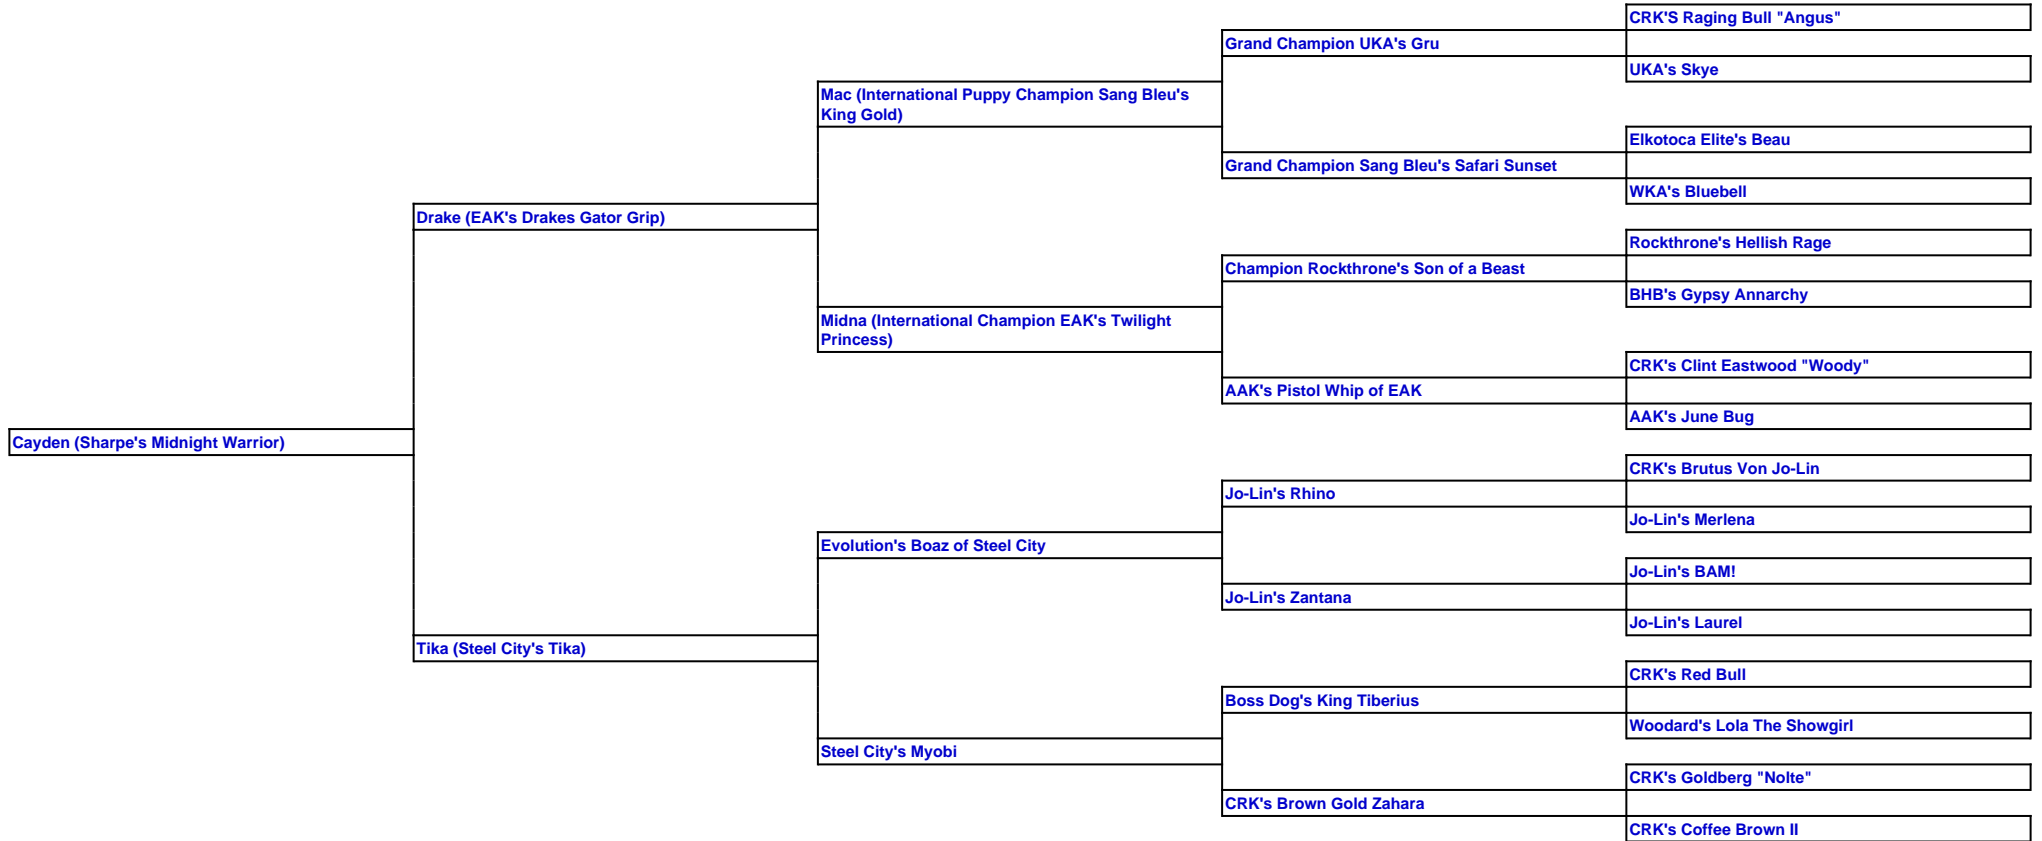 CRK'S Raging Bull "Angus"
Grand Champion UKA's Gru
UKA's Skye
Mac (International Puppy Champion Sang Bleu's
King Gold)
Elkotoca Elite's Beau
Grand Champion Sang Bleu's Safari Sunset
WKA's Bluebell
Drake (EAK's Drakes Gator Grip)
Rockthrone's Hellish Rage
Champion Rockthrone's Son of a Beast
BHB's Gypsy Annarchy
Midna (International Champion EAK's Twilight
Princess)
CRK's Clint Eastwood "Woody"
AAK's Pistol Whip of EAK
AAK's June Bug
Cayden (Sharpe's Midnight Warrior)
CRK's Brutus Von Jo-Lin
Jo-Lin's Rhino
Jo-Lin's Merlena
Evolution's Boaz of Steel City
Jo-Lin's BAM!
Jo-Lin's Zantana
Jo-Lin's Laurel
Tika (Steel City's Tika)
CRK's Red Bull
Boss Dog's King Tiberius
Woodard's Lola The Showgirl
Steel City's Myobi
CRK's Goldberg "Nolte"
CRK's Brown Gold Zahara
CRK's Coffee Brown II